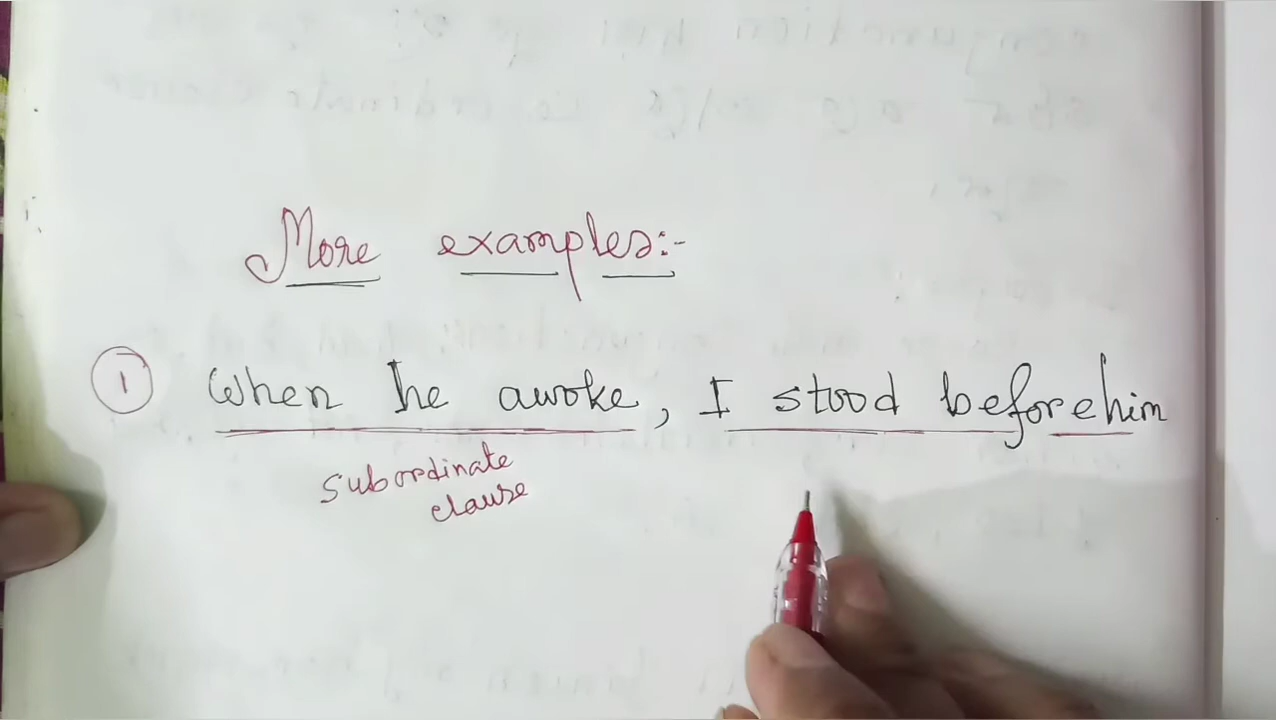 More examples:-
1 When he awoke, I stood before him
subordinate
clause